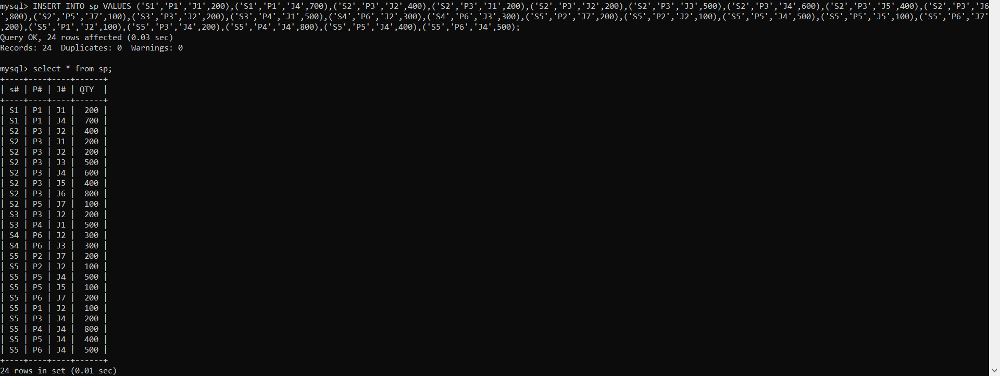 mysql> INSERT INTO sp VALUES ('S1','P1','J1',200),('S1','P1','J4',700),('S2','P3','J2',400),('S2','P3','J1',200),('S2','P3','J2',200),('S2','P3','J3',500),('S2','P3','J4',600),('S2','P3','J5',400),('S2','P3','J6
',800),('S2','P5','J7',100),('S3','P3','J2',200),('S3','P4','J1',500),('S4','P6','J2',300),('S4','P6','J3',300),('S5','P2','J7',200),('S5','P2','J2',100),('S5','P5','J4',500),('S5','P5','J5',100),('S5','P6','J7'
,200),('S5','P1','J2',100),('S5','P3','J4',200),('S5','P4','J4',800),('S5','P5','J4',400),('S5','P6','J4',500);
Query OK, 24 rows affected (0.03 sec)
Records: 24  Duplicates: 0  Warnings: 0

mysql> select * from sp;
+----+----+----+------+
| s# | P# | J# | QTY  |
+----+----+----+------+
| S1 | P1 | J1 |  200 |
| S1 | P1 | J4 |  700 |
| S2 | P3 | J2 |  400 |
| S2 | P3 | J1 |  200 |
| S2 | P3 | J2 |  200 |
| S2 | P3 | J3 |  500 |
| S2 | P3 | J4 |  600 |
| S2 | P3 | J5 |  400 |
| S2 | P3 | J6 |  800 |
| S2 | P5 | J7 |  100 |
| S3 | P3 | J2 |  200 |
| S3 | P4 | J1 |  500 |
| S4 | P6 | J2 |  300 |
| S4 | P6 | J3 |  300 |
| S5 | P2 | J7 |  200 |
| S5 | P2 | J2 |  100 |
| S5 | P5 | J4 |  500 |
| S5 | P5 | J5 |  100 |
| S5 | P6 | J7 |  200 |
| S5 | P1 | J2 |  100 |
| S5 | P3 | J4 |  200 |
| S5 | P4 | J4 |  800 |
| S5 | P5 | J4 |  400 |
| S5 | P6 | J4 |  500 |
+----+----+----+------+
24 rows in set (0.01 sec)